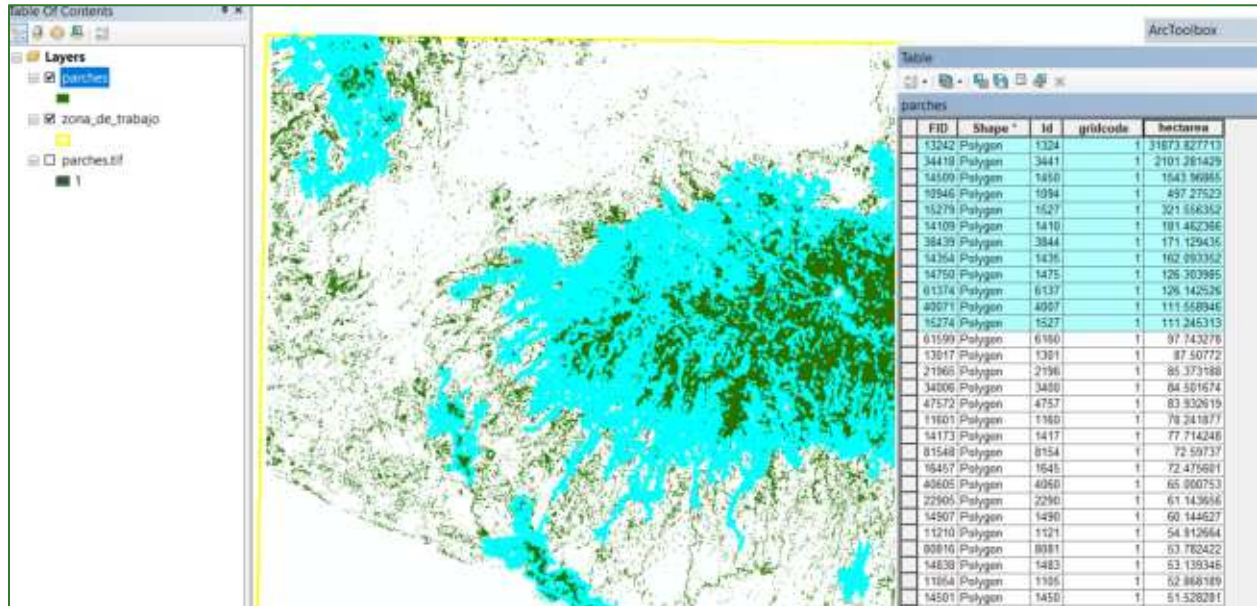 Table Of Contents
Layers
parches
zona_de_trabajo
parches.tif
1
ArcToolbox
Table
parches
FID Shape * Id gridcode hectarea
13242 Polygon 1324 1 31873.827713
34418 Polygon 3441 1 2101.281429
14509 Polygon 1450 1 1543.96865
10946 Polygon 1094 1 497.27523
15279 Polygon 1527 1 321.556352
14109 Polygon 1410 1 181.462366
38439 Polygon 3844 1 171.129435
14354 Polygon 1435 1 162.093352
14750 Polygon 1475 1 126.303985
61374 Polygon 6137 1 126.142526
40071 Polygon 4007 1 111.558946
15274 Polygon 1527 1 111.245313
61599 Polygon 6160 1 97.743278
13017 Polygon 1301 1 87.50772
21965 Polygon 2196 1 85.373188
34006 Polygon 3400 1 84.501674
47572 Polygon 4757 1 83.932619
11601 Polygon 1160 1 78.241877
14173 Polygon 1417 1 77.714248
81548 Polygon 8154 1 72.59737
16457 Polygon 1645 1 72.475601
40605 Polygon 4060 1 65.000753
22905 Polygon 2290 1 61.143656
14907 Polygon 1490 1 60.144627
11210 Polygon 1121 1 54.912664
80816 Polygon 8081 1 53.782422
14838 Polygon 1483 1 53.139346
11054 Polygon 1105 1 52.868189
14501 Polygon 1450 1 51.528281